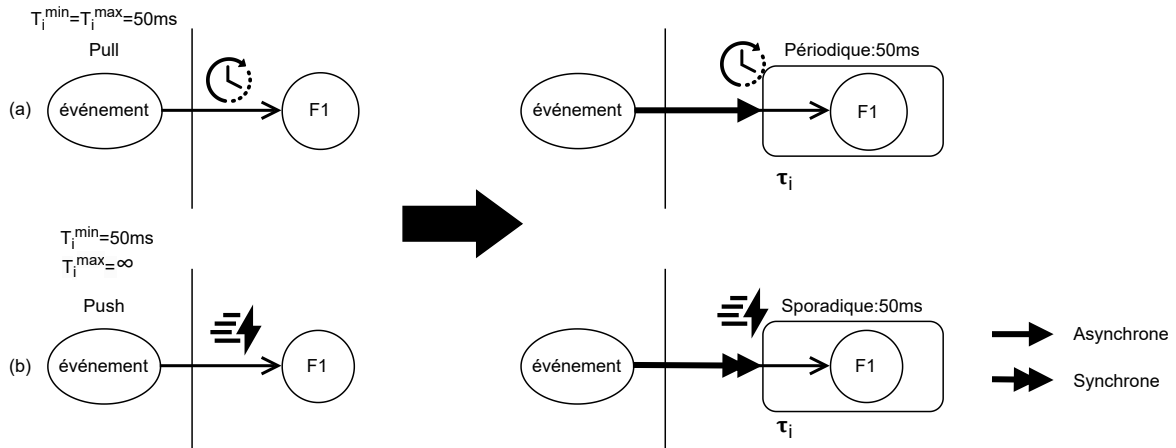 T_i^min=T_i^max=50ms
Pull
événement
F1
(a)
Périodique:50ms
événement
F1
τ_i
T_i^min=50ms
T_i^max=∞
Push
événement
F1
(b)
Sporadique:50ms
événement
F1
τ_i
Asynchrone
Synchrone